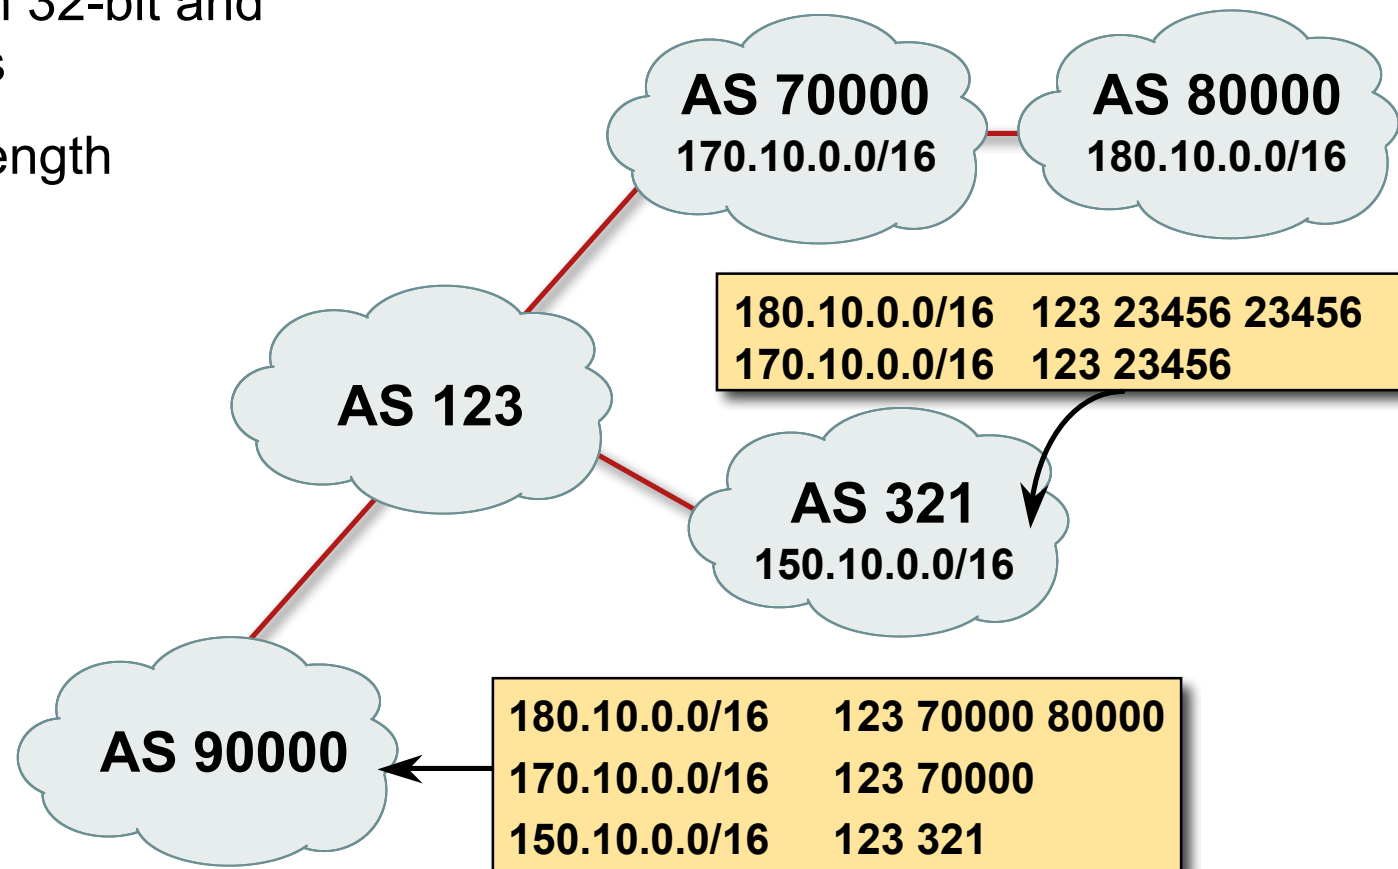 32-bit and
ength
AS 70000
170.10.0.0/16
AS 80000
180.10.0.0/16
180.10.0.0/16 123 23456 23456
170.10.0.0/16 123 23456
AS 123
AS 321
150.10.0.0/16
AS 90000
180.10.0.0/16 123 70000 80000
170.10.0.0/16 123 70000
150.10.0.0/16 123 321